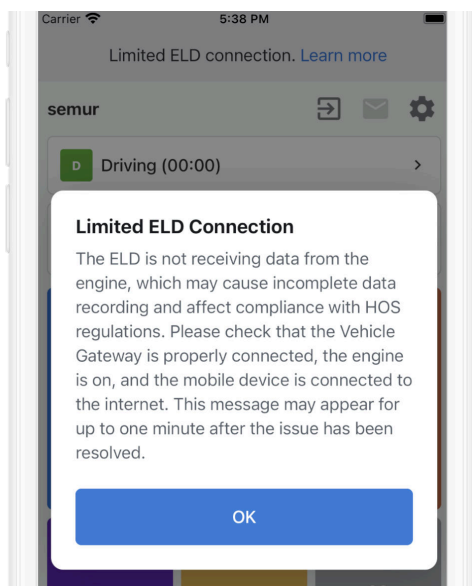 Carrier 5:38 PM
Limited ELD connection. Learn more
semur
D Driving (00:00)
Limited ELD Connection
The ELD is not receiving data from the
engine, which may cause incomplete data
recording and affect compliance with HOS
regulations. Please check that the Vehicle
Gateway is properly connected, the engine
is on, and the mobile device is connected to
the internet. This message may appear for
up to one minute after the issue has been
resolved.
OK